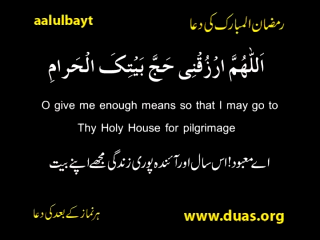 aalulbayt
رمضان المبارک کی دعا
اَللّٰهُمَّ ارْزُقْنِی حَجَّ بَیْتِکَ الْحَرامِ
O give me enough means so that I may go to
Thy Holy House for pilgrimage
اے معبود! اس سال اور آئندہ پوری زندگی مجھے اپنے بیت
ہر نماز کے بعد کی دعا
www.duas.org